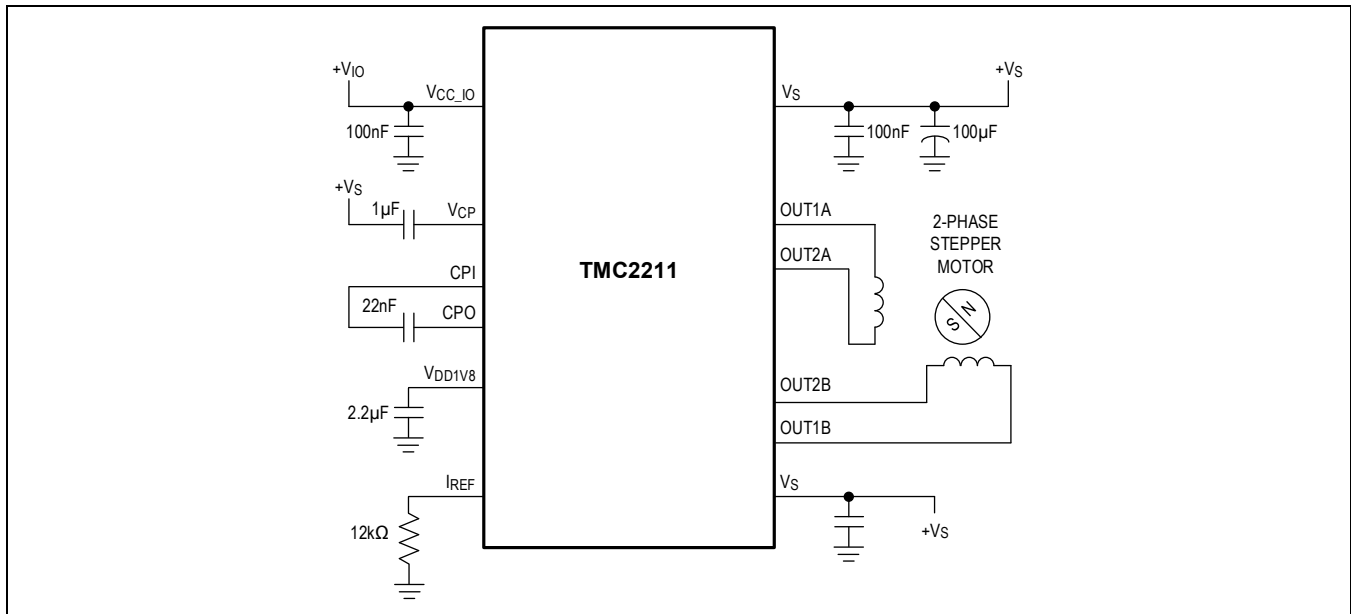 +VIO
VCC_IO
100nF
+VS
1µF
VCP
CPI
22nF
CPO
VDD1V8
2.2µF
IREF
12kΩ
TMC2211
VS
+VS
100nF
100µF
OUT1A
OUT2A
2-PHASE
STEPPER
MOTOR
S N
OUT2B
OUT1B
VS
+VS